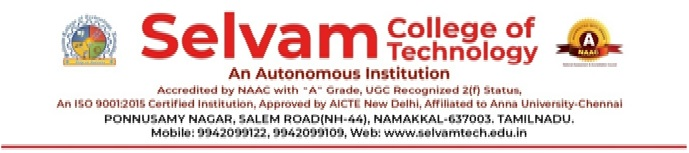 Selvam College of
Technology
An Autonomous Institution
Accredited by NAAC with "A" Grade, UGC Recognized 2(f) Status,
An ISO 9001:2015 Certified Institution, Approved by AICTE New Delhi, Affiliated to Anna University-Chennai
PONNUSAMY NAGAR, SALEM ROAD(NH-44), NAMAKKAL-637003. TAMILNADU.
Mobile: 9942099122, 9942099109, Web: www.selvamtech.edu.in
A
NAAC